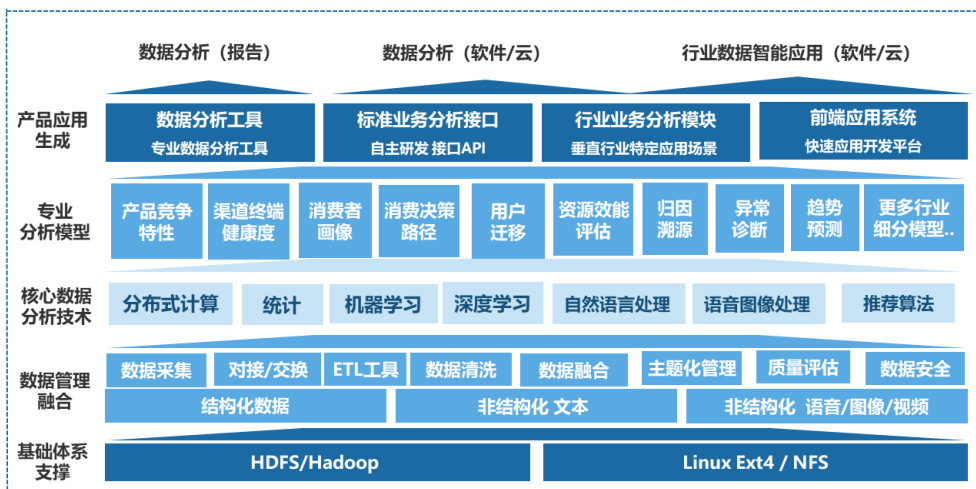 数据分析（报告）
数据分析（软件/云）
行业数据智能应用（软件/云）
产品应用
生成
数据分析工具
专业数据分析工具
标准业务分析接口
自主研发 接口API
行业业务分析模块
垂直行业特定应用场景
前端应用系统
快速应用开发平台
专业
分析模型
产品竞争
特性
渠道终端
健康度
消费者
画像
消费决策
路径
用户
迁移
资源效能
评估
归因
溯源
异常
诊断
趋势
预测
更多行业
细分模型..
核心数据
分析技术
分布式计算
统计
机器学习
深度学习
自然语言处理
语音图像处理
推荐算法
数据管理
融合
数据采集
对接/交换
ETL工具
数据清洗
数据融合
主题化管理
质量评估
数据安全
结构化数据
非结构化 文本
非结构化 语音/图像/视频
基础体系
支撑
HDFS/Hadoop
Linux Ext4 / NFS